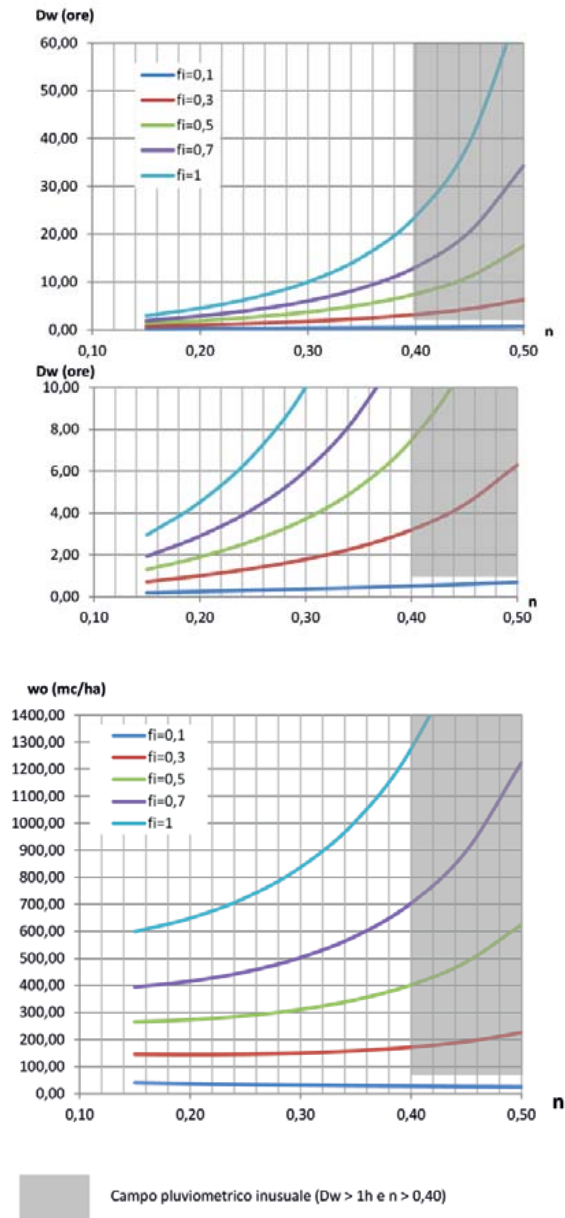 Dw (ore)
60,00
50,00
40,00
30,00
20,00
10,00
0,00
fi=0,1
fi=0,3
fi=0,5
fi=0,7
fi=1
0,10
0,20
0,30
0,40
0,50
n
Dw (ore)
10,00
8,00
6,00
4,00
2,00
0,00
0,10
0,20
0,30
0,40
0,50
n
wo (mc/ha)
1400,00
1300,00
1200,00
1100,00
1000,00
900,00
800,00
700,00
600,00
500,00
400,00
300,00
200,00
100,00
0,00
fi=0,1
fi=0,3
fi=0,5
fi=0,7
fi=1
0,10
0,20
0,30
0,40
0,50
n
Campo pluviometrico inusuale (Dw > 1h e n > 0,40)